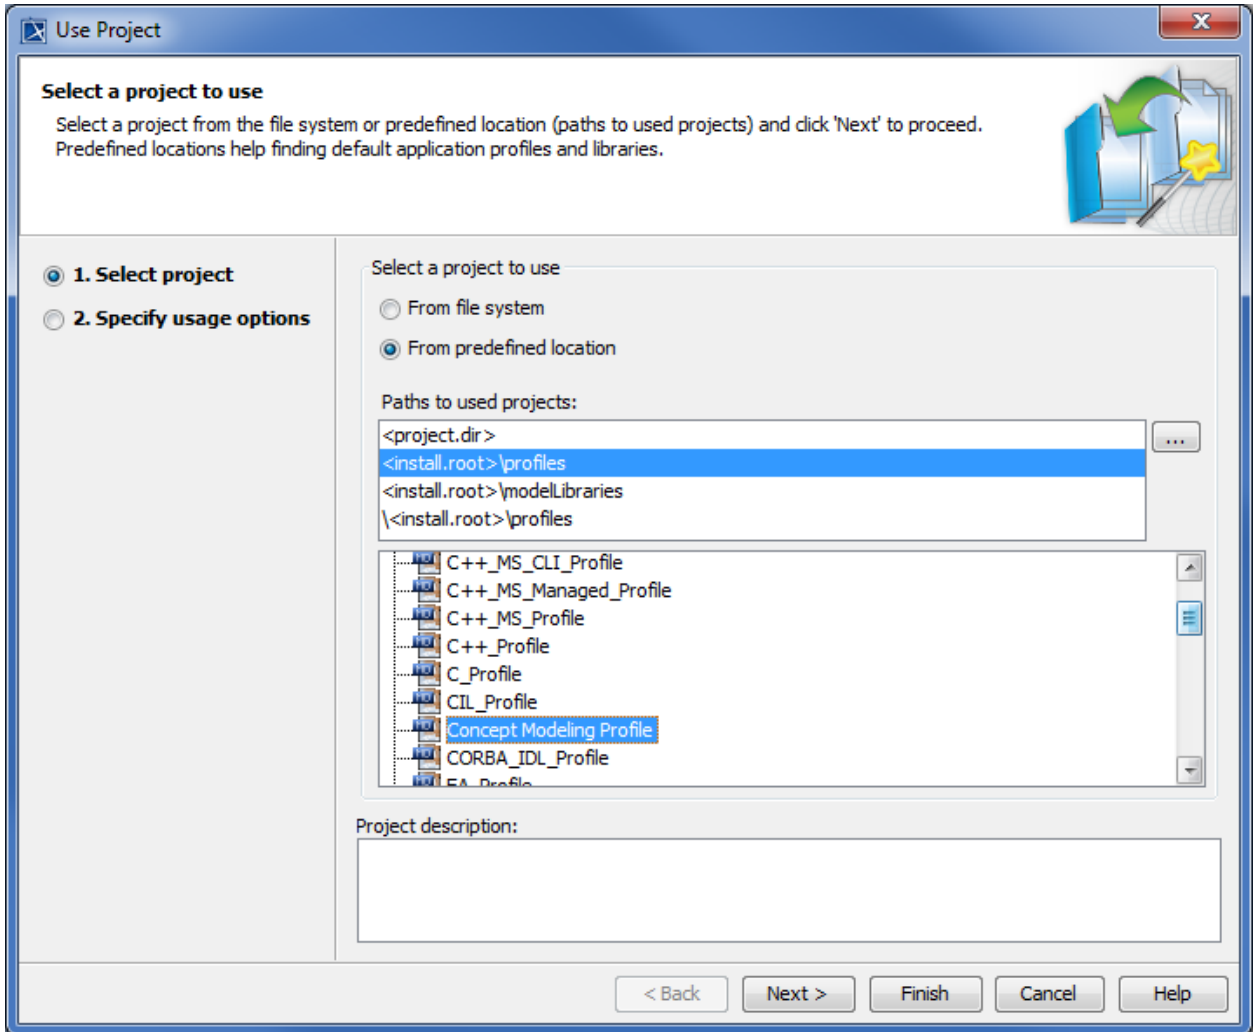 Use Project
Select a project to use
Select a project from the file system or predefined location (paths to used projects) and click 'Next' to proceed.
Predefined locations help finding default application profiles and libraries.
1. Select project
2. Specify usage options
Select a project to use
From file system
From predefined location
Paths to used projects:
<project.dir>
...
<install.root>\profiles
<install.root>\modelLibraries
\<install.root>\profiles
C++_MS_CLI_Profile
C++_MS_Managed_Profile
C++_MS_Profile
C++_Profile
C_Profile
CIL_Profile
Concept Modeling Profile
CORBA_IDL_Profile
EA_Profile
Project description:
< Back
Next >
Finish
Cancel
Help